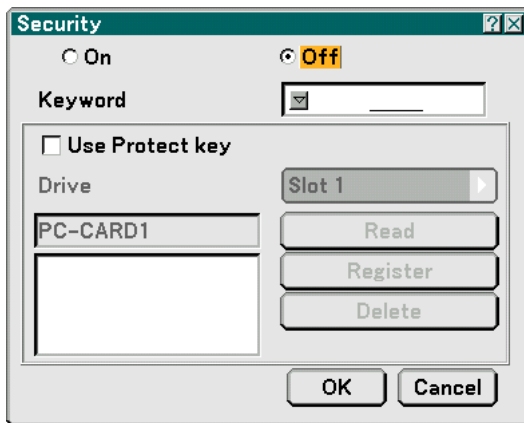 Security
On Off
Keyword
Use Protect key
Drive Slot 1
PC-CARD1 Read
Register
Delete
OK Cancel